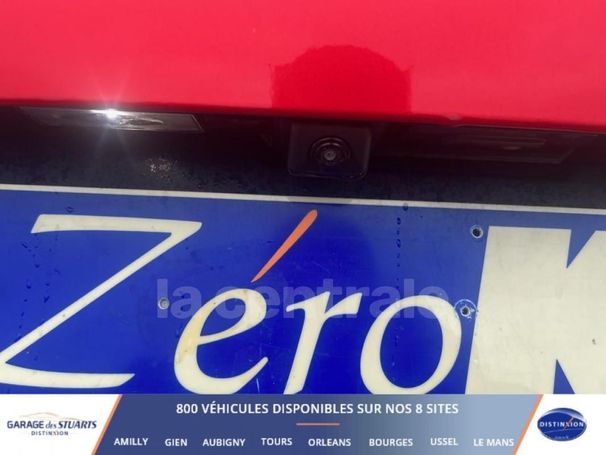 ZéroK
la centrale
GARAGE des STUARTS
DISTINXION
800 VÉHICULES DISPONIBLES SUR NOS 8 SITES
AMILLY GIEN AUBIGNY TOURS ORLEANS BOURGES USSEL LE MANS
DISTINXION